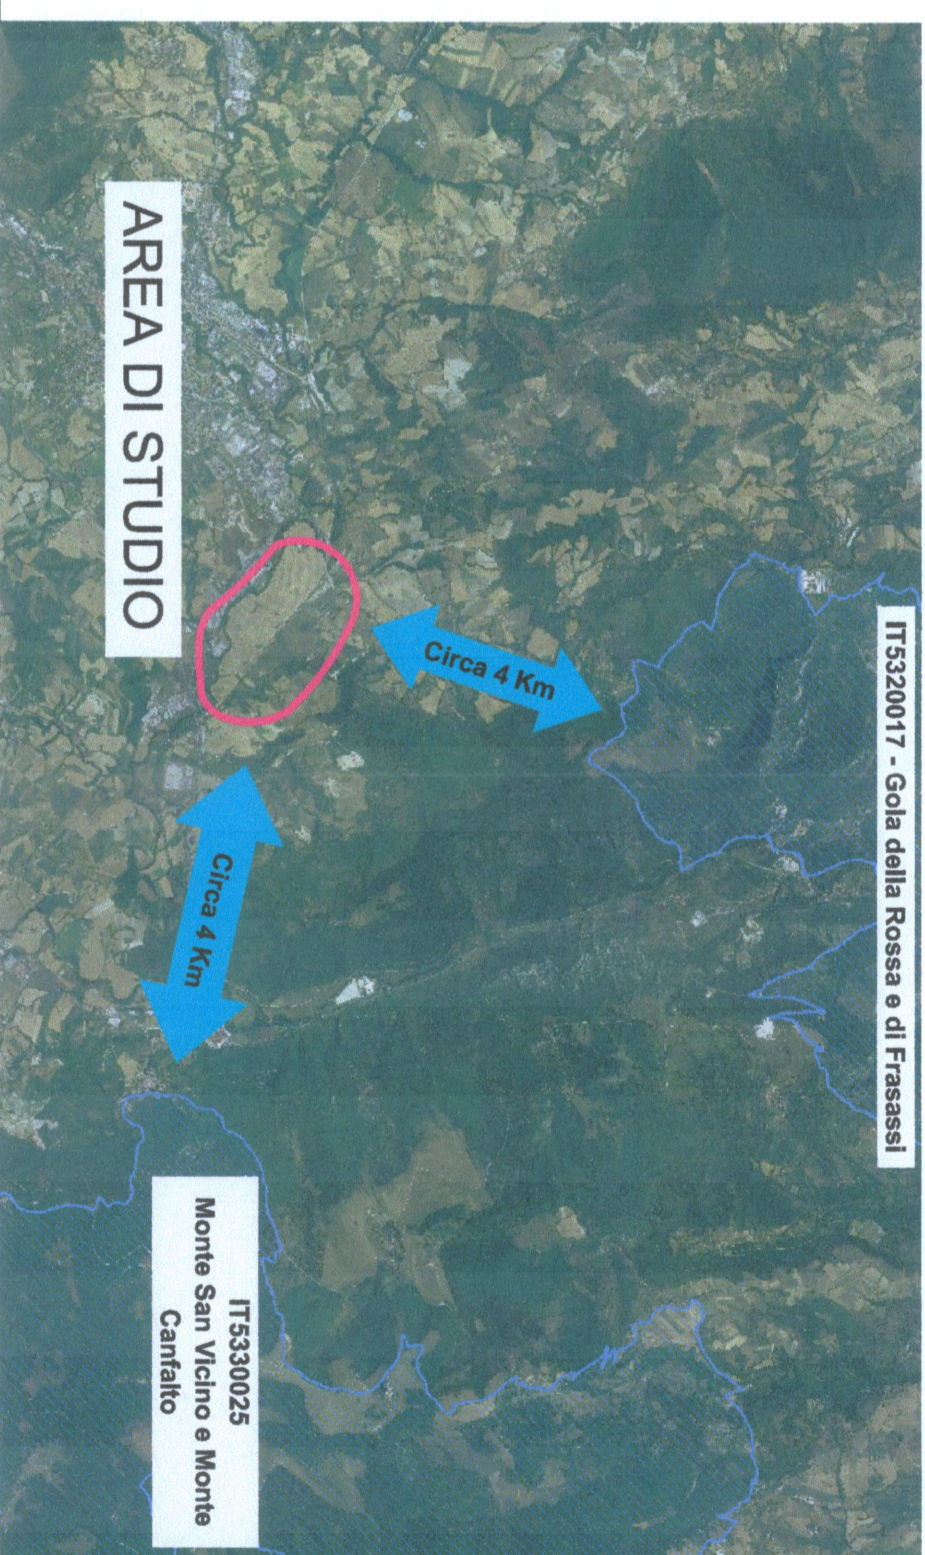 IT5320017 - Gola della Rossa e di Frasassi
Circa 4 Km
AREA DI STUDIO
Circa 4 Km
IT5330025
Monte San Vicino e Monte
Canfalto